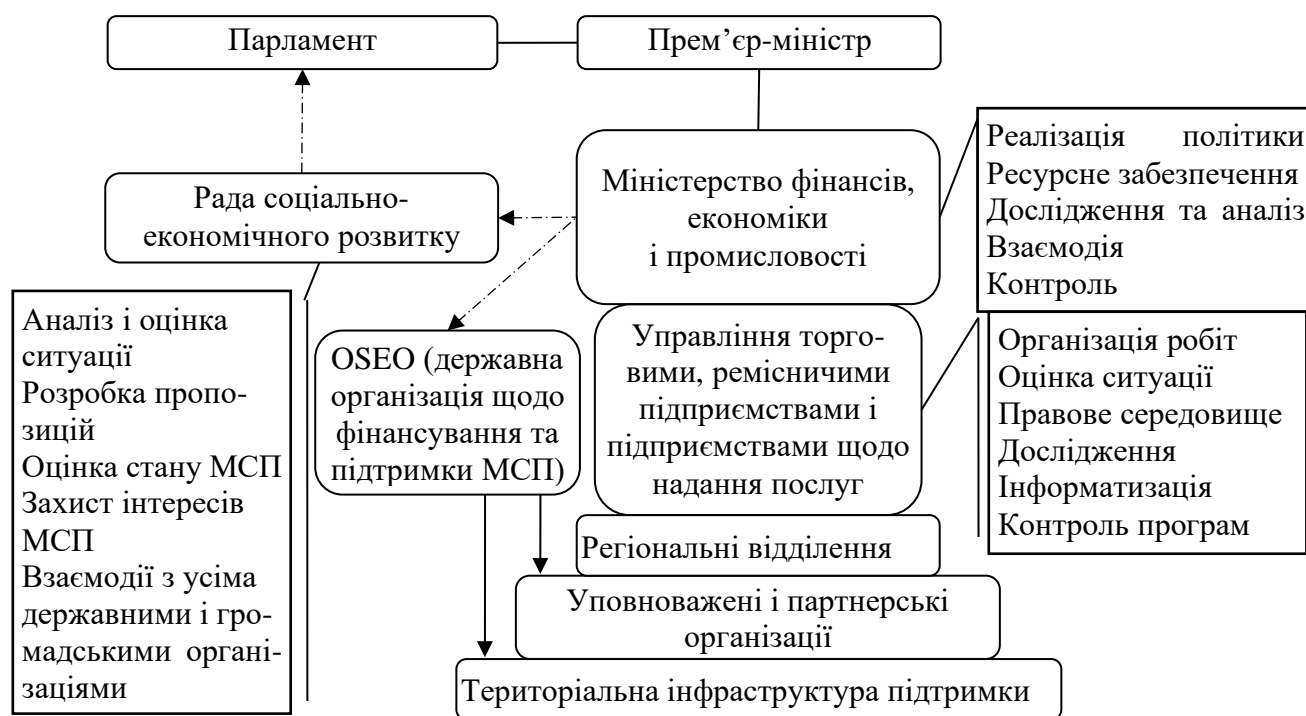 Парламент
Прем’єр-міністр
Рада соціально-
економічного розвитку
Міністерство фінансів,
економіки
і промисловості
Реалізація політики
Ресурсне забезпечення
Дослідження та аналіз
Взаємодія
Контроль
Аналіз і оцінка
ситуації
Розробка пропо-
зицій
Оцінка стану МСП
Захист інтересів
МСП
Взаємодії з усіма
державними і гро-
мадськими органі-
заціями
OSEO (державна
організація щодо
фінансування та
підтримки МСП)
Управління торго-
вими, ремісничими
підприємствами і
підприємствами щодо
надання послуг
Організація робіт
Оцінка ситуації
Правове середовище
Дослідження
Інформатизація
Контроль програм
Регіональні відділення
Уповноважені і партнерські
організації
Територіальна інфраструктура підтримки